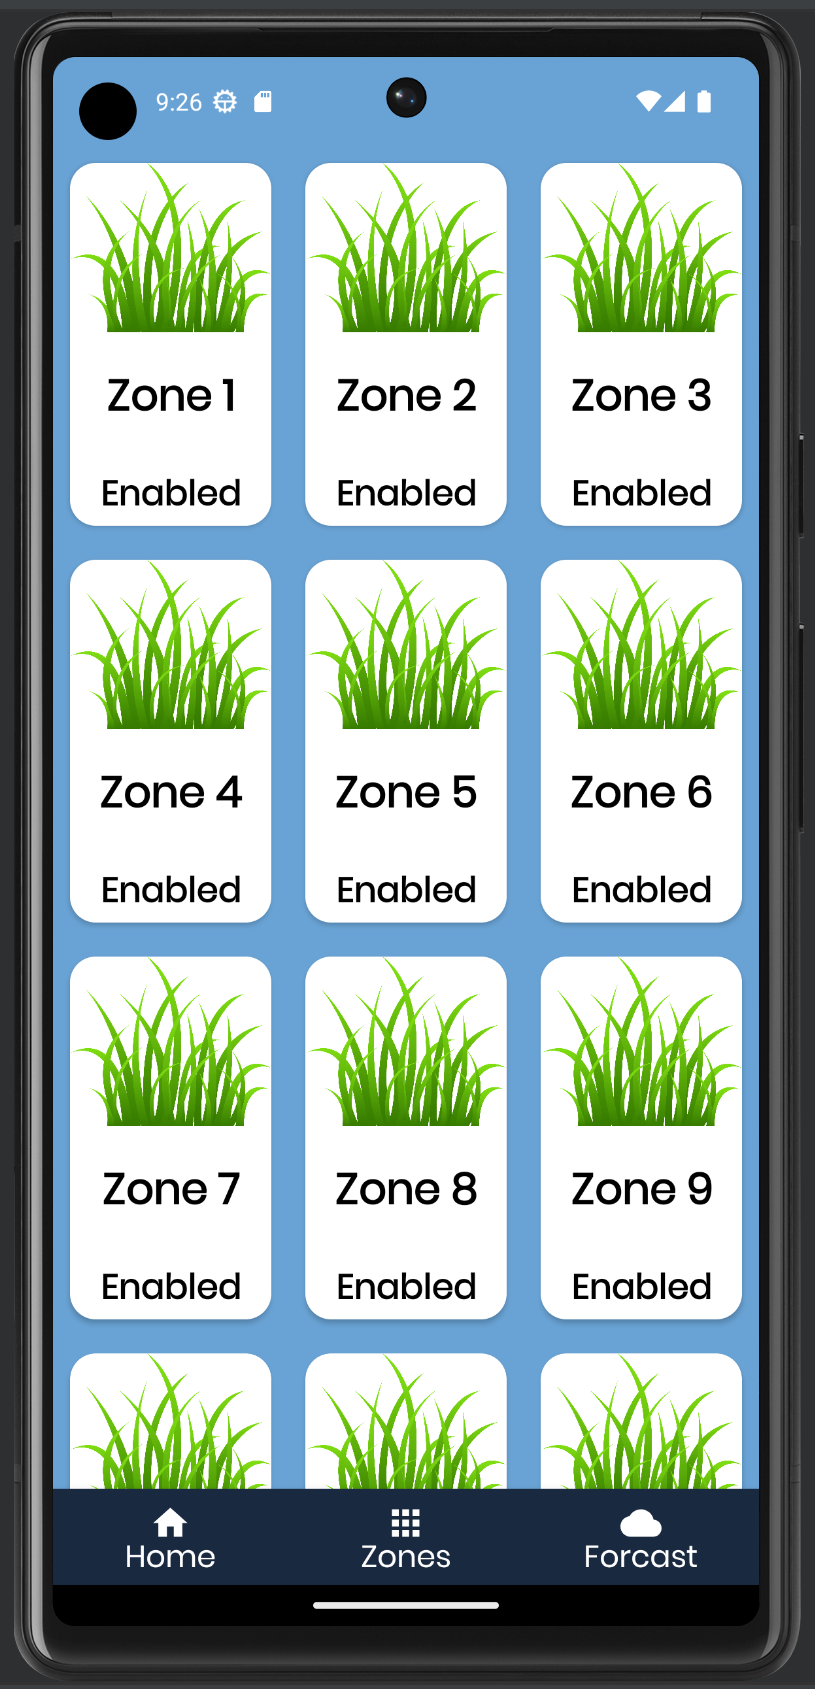 9:26
Zone 1 Zone 2 Zone 3
Enabled Enabled Enabled
Zone 4 Zone 5 Zone 6
Enabled Enabled Enabled
Zone 7 Zone 8 Zone 9
Enabled Enabled Enabled
Home Zones Forcast